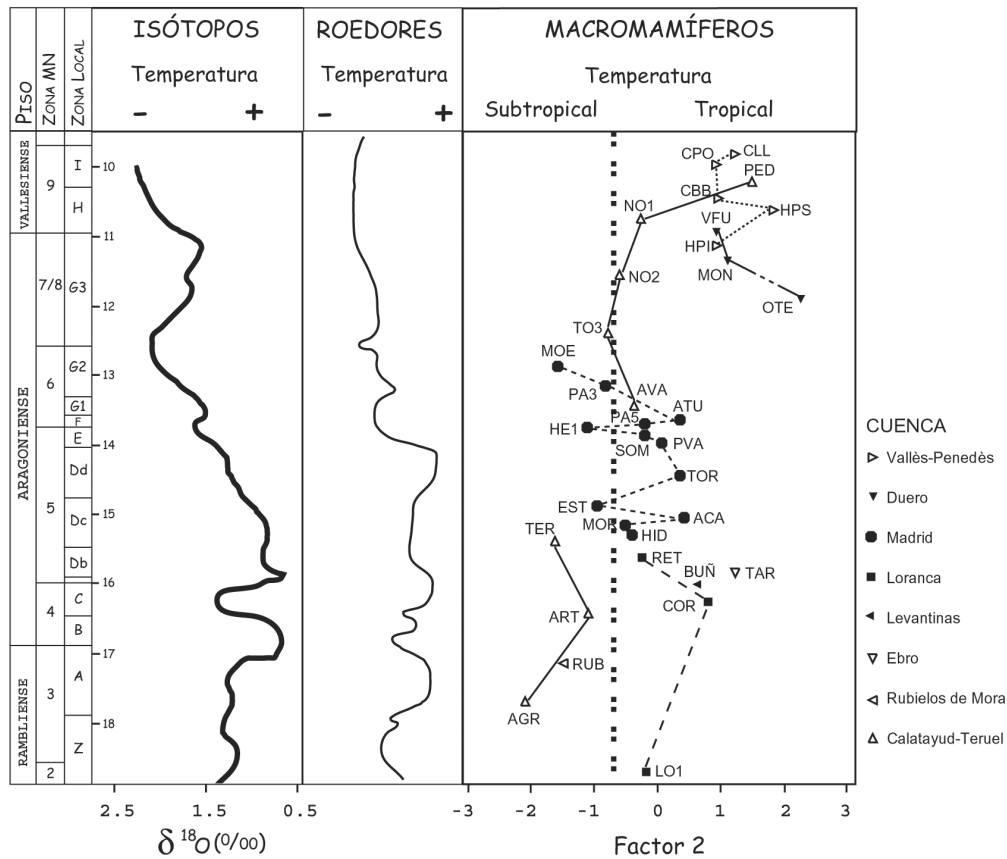 PISO
ZONA MN
ZONA LOCAL
ISÓTOPOS
Temperatura
− +
ROEDORES
Temperatura
− +
MACROMAMÍFEROS
Temperatura
Subtropical Tropical
VALLESIENSE
ARAGONIENSE
RAMBLIENSE
9
7/8
6
5
4
3
2
I
H
G3
G2
G1
F
E
Dd
Dc
Db
C
B
A
Z
10
11
12
13
14
15
16
17
18
CPO CLL
PED
CBB
NO1 HPS
VFU
HPI
NO2 MON
OTE
TO3
MOE
PA3 AVA
ATU
PA5
HE1
SOM PVA
TOR
EST
MOR ACA
TER HID
RET
BUÑ TAR
COR
ART
RUB
AGR
LO1
CUENCA
Vallès-Penedès
Duero
Madrid
Loranca
Levantinas
Ebro
Rubielos de Mora
Calatayud-Teruel
2.5 1.5 0.5
δ 18O(0/00)
-3 -2 -1 0 1 2 3
Factor 2